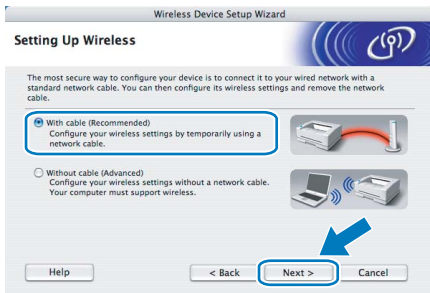 Wireless Device Setup Wizard
Setting Up Wireless
The most secure way to configure your device is to connect it to your wired network with a
standard network cable. You can then configure its wireless settings and remove the network
cable.
With cable (Recommended)
Configure your wireless settings by temporarily using a
network cable.
Without cable (Advanced)
Configure your wireless settings without a network cable.
Your computer must support wireless.
Help
< Back
Next >
Cancel